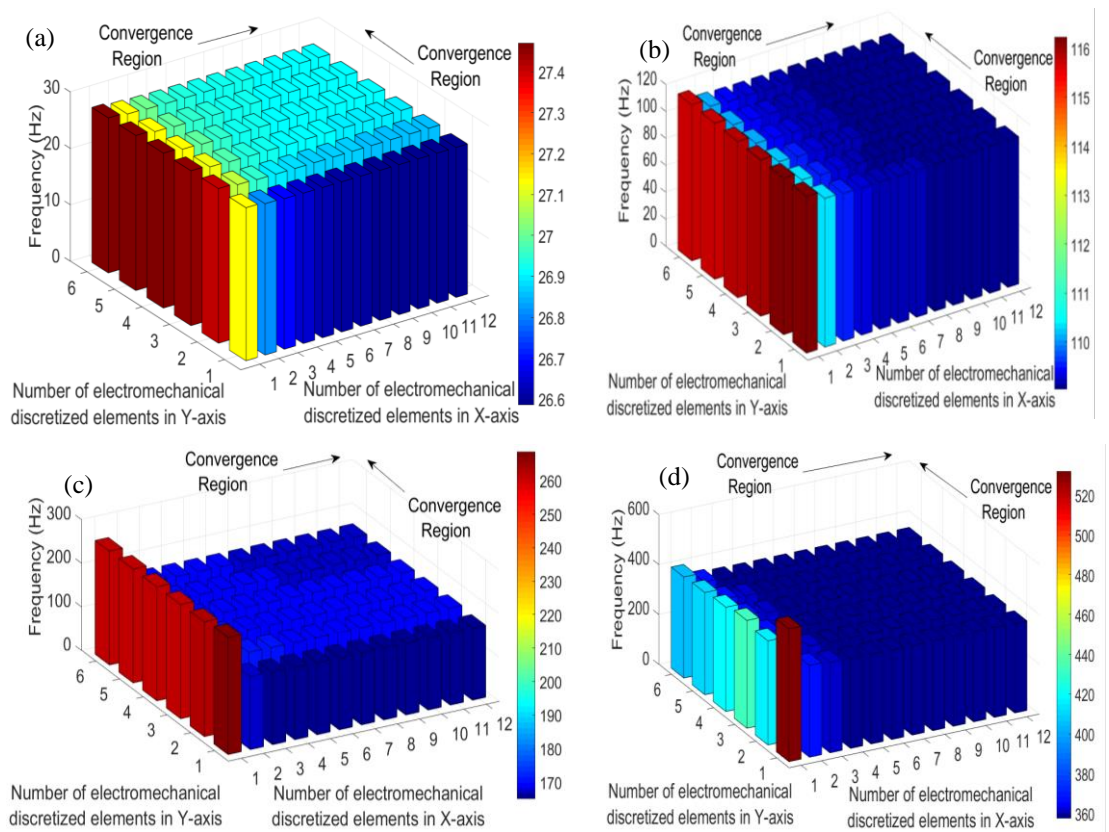 (a)
Convergence
Region
Convergence
Region
Frequency (Hz)
30
20
10
0
6
5
4
3
2
1
1 2 3 4 5 6 7 8 9 10 11 12
Number of electromechanical
discretized elements in Y-axis
Number of electromechanical
discretized elements in X-axis
27.4
27.3
27.2
27.1
27
26.9
26.8
26.7
26.6
(b)
Convergence
Region
Convergence
Region
Frequency (Hz)
120
100
80
60
40
20
0
6
5
4
3
2
1
1 2 3 4 5 6 7 8 9 10 11 12
Number of electromechanical
discretized elements in Y-axis
Number of electromechanical
discretized elements in X-axis
116
115
114
113
112
111
110
(c)
Convergence
Region
Convergence
Region
Frequency (Hz)
300
200
100
0
6
5
4
3
2
1
1 2 3 4 5 6 7 8 9 10 11 12
Number of electromechanical
discretized elements in Y-axis
Number of electromechanical
discretized elements in X-axis
260
250
240
230
220
210
200
190
180
170
(d)
Convergence
Region
Convergence
Region
Frequency (Hz)
600
400
200
0
6
5
4
3
2
1
1 2 3 4 5 6 7 8 9 10 11 12
Number of electromechanical
discretized elements in Y-axis
Number of electromechanical
discretized elements in X-axis
520
500
480
460
440
420
400
380
360